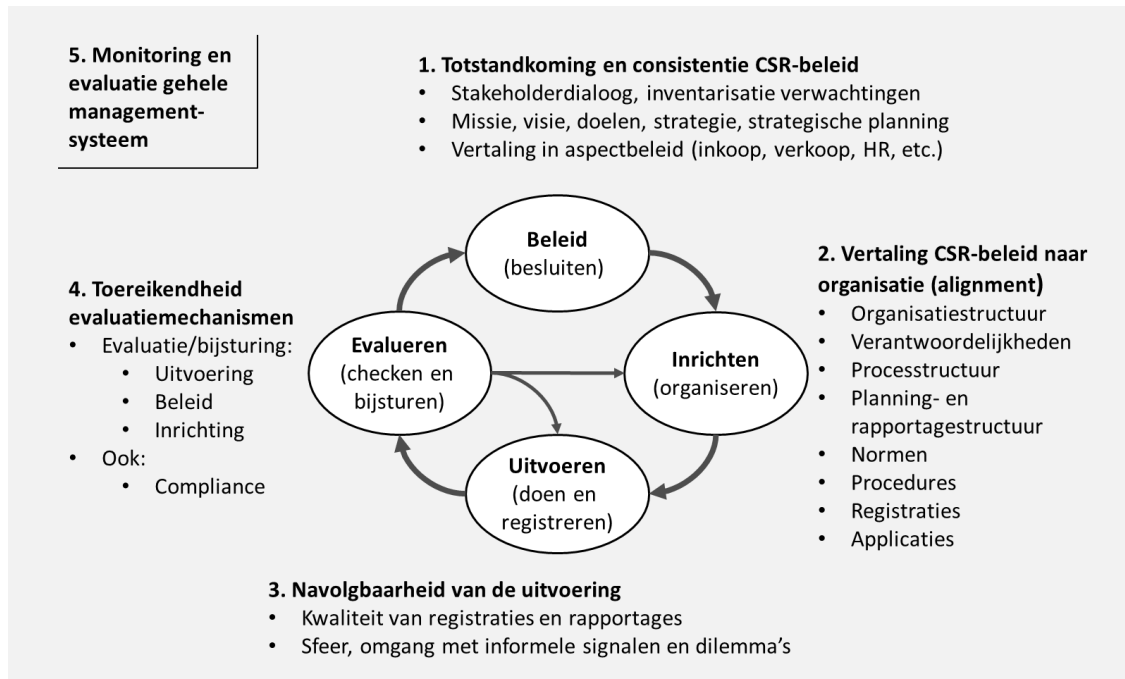 5. Monitoring en
evaluatie gehele
management-
systeem
1. Totstandkoming en consistentie CSR-beleid
• Stakeholderdialoog, inventarisatie verwachtingen
• Missie, visie, doelen, strategie, strategische planning
• Vertaling in aspectbeleid (inkoop, verkoop, HR, etc.)
Beleid
(besluiten)
2. Vertaling CSR-beleid naar
organisatie (alignment)
• Organisatiestructuur
• Verantwoordelijkheden
• Processtructuur
• Planning- en
rapportagestructuur
• Normen
• Procedures
• Registraties
• Applicaties
Inrichten
(organiseren)
4. Toereikendheid
evaluatiemechanismen
• Evaluatie/bijsturing:
• Uitvoering
• Beleid
• Inrichting
• Ook:
• Compliance
Evalueren
(checken en
bijsturen)
Uitvoeren
(doen en
registreren)
3. Navolgbaarheid van de uitvoering
• Kwaliteit van registraties en rapportages
• Sfeer, omgang met informele signalen en dilemma’s